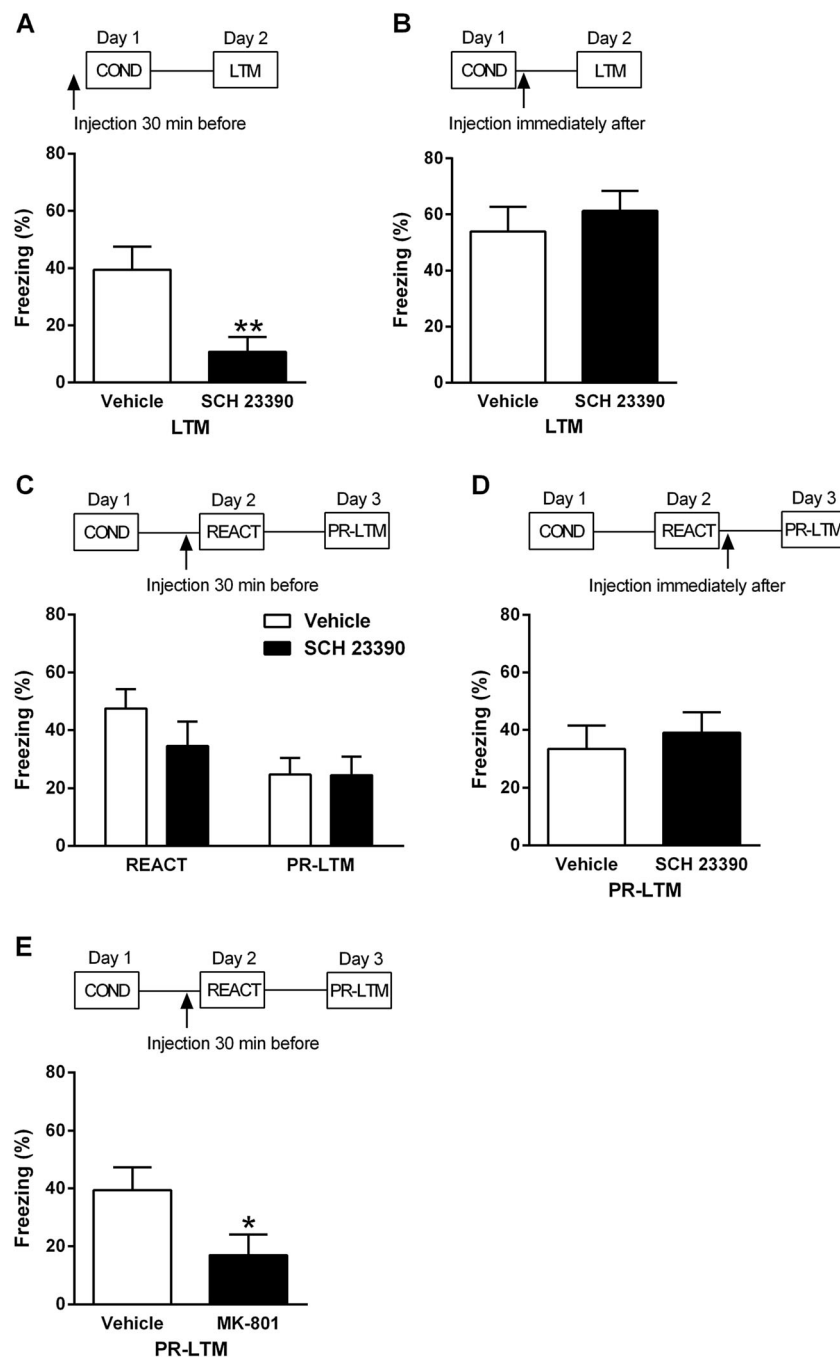 A
Day 1 Day 2
COND LTM
Injection 30 min before
80
60
40
20
0
Freezing (%)
**
Vehicle SCH 23390
LTM
B
Day 1 Day 2
COND LTM
Injection immediately after
80
60
40
20
0
Freezing (%)
Vehicle SCH 23390
LTM
C
Day 1 Day 2 Day 3
COND REACT PR-LTM
Injection 30 min before
80
60
40
20
0
Freezing (%)
Vehicle
SCH 23390
REACT PR-LTM
D
Day 1 Day 2 Day 3
COND REACT PR-LTM
Injection immediately after
80
60
40
20
0
Freezing (%)
Vehicle SCH 23390
PR-LTM
E
Day 1 Day 2 Day 3
COND REACT PR-LTM
Injection 30 min before
80
60
40
20
0
Freezing (%)
*
Vehicle MK-801
PR-LTM